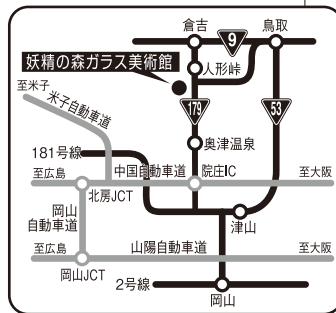 倉吉
9
鳥取
妖精の森ガラス美術館
人形峠
至米子
米子自動車道
179
53
奥津温泉
181号線
中国自動車道
院庄IC
至広島
至大阪
北房JCT
岡山
自動車道
津山
至広島
山陽自動車道
至大阪
岡山JCT
2号線
岡山